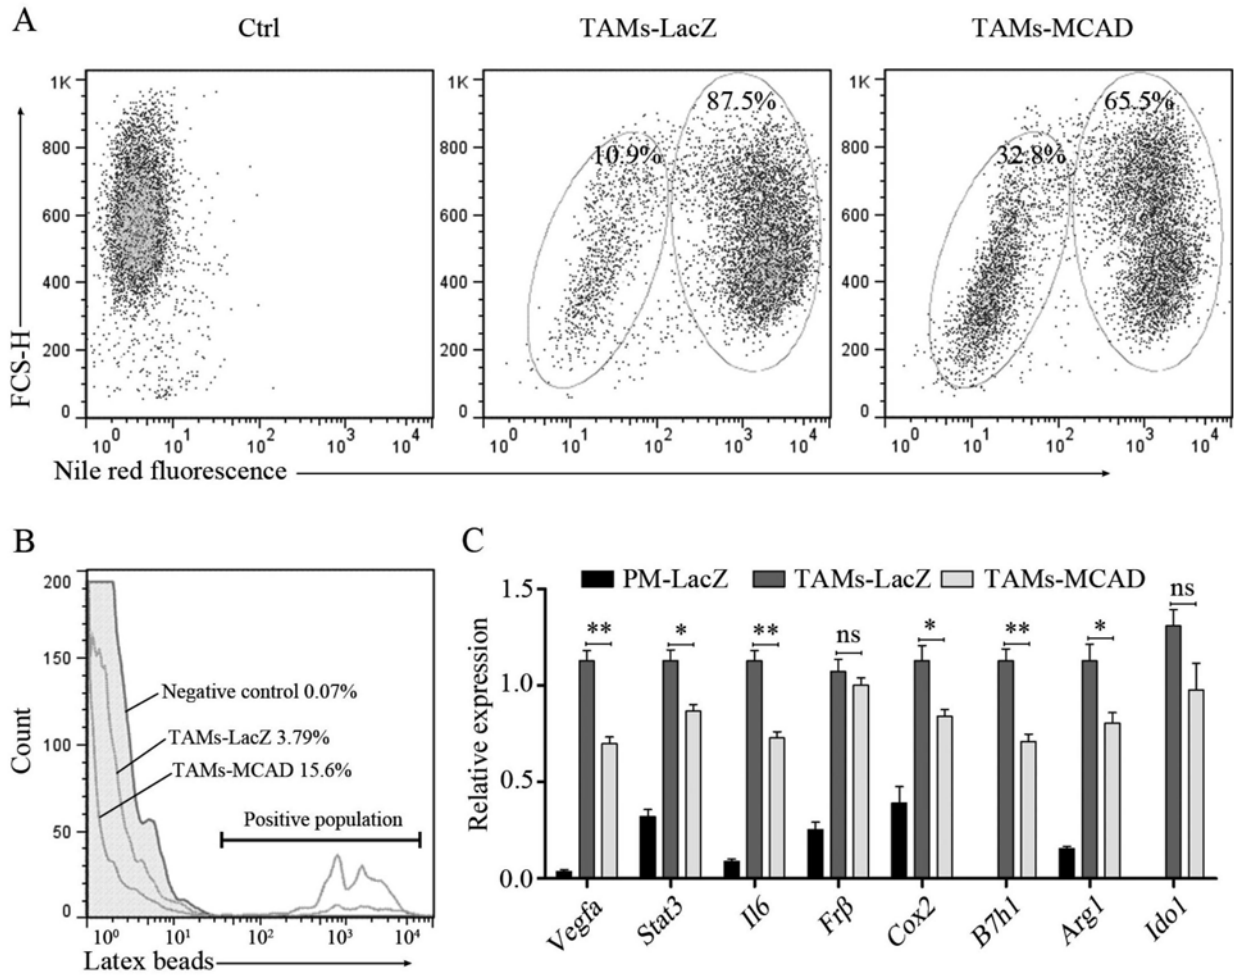 A
Ctrl
TAMs-LacZ
TAMs-MCAD
1K
800
600
400
200
0
10⁰ 10¹ 10² 10³ 10⁴
87.5%
10.9%
1K
800
600
400
200
0
10⁰ 10¹ 10² 10³ 10⁴
65.5%
32.8%
1K
800
600
400
200
0
10⁰ 10¹ 10² 10³ 10⁴
FCS-H
Nile red fluorescence
B
Count
200
150
100
50
0
Negative control 0.07%
TAMs-LacZ 3.79%
TAMs-MCAD 15.6%
Positive population
10⁰ 10¹ 10² 10³ 10⁴
Latex beads
C
Relative expression
PM-LacZ TAMs-LacZ TAMs-MCAD
1.5
1.0
0.5
0.0
** * ** ns * ** * ns
Vegfa Stat3 Il6 Frβ Cox2 B7h1 Arg1 Ido1